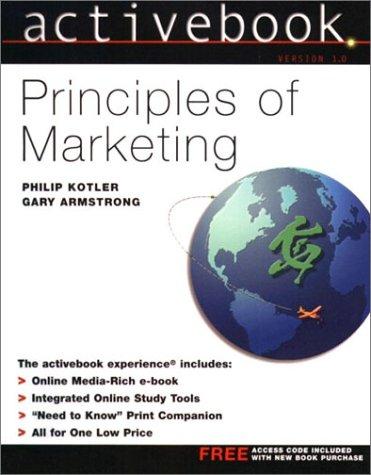 activebook.
VERSION 1.0
Principles of
Marketing
PHILIP KOTLER
GARY ARMSTRONG
The activebook experience® includes:
> Online Media-Rich e-book
> Integrated Online Study Tools
> “Need to Know” Print Companion
> All for One Low Price
FREE ACCESS CODE INCLUDED
WITH NEW BOOK PURCHASE